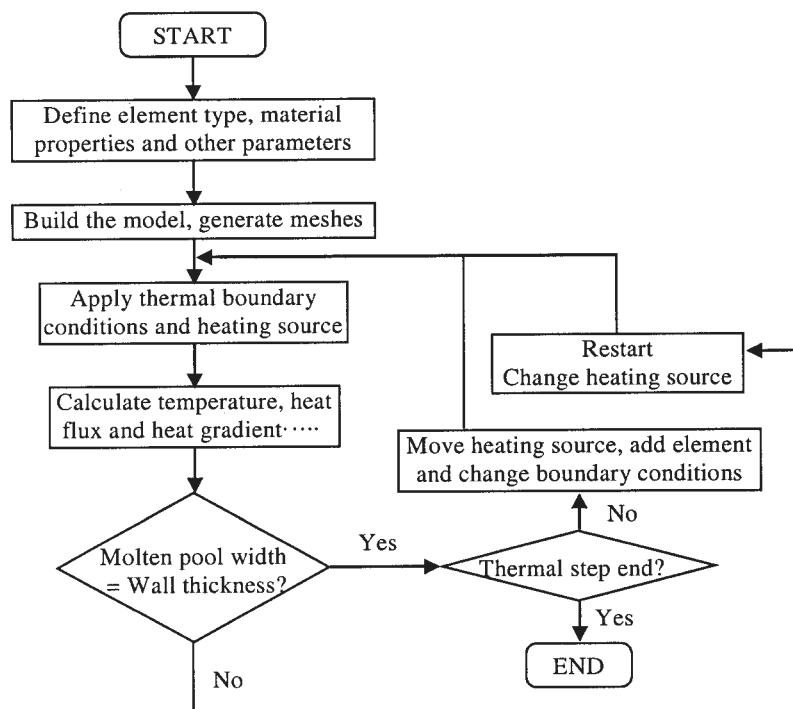 START
Define element type, material
properties and other parameters
Build the model, generate meshes
Apply thermal boundary
conditions and heating source
Restart
Change heating source
Calculate temperature, heat
flux and heat gradient·····
Move heating source, add element
and change boundary conditions
No
Molten pool width
= Wall thickness?
Yes
Thermal step end?
Yes
END
No